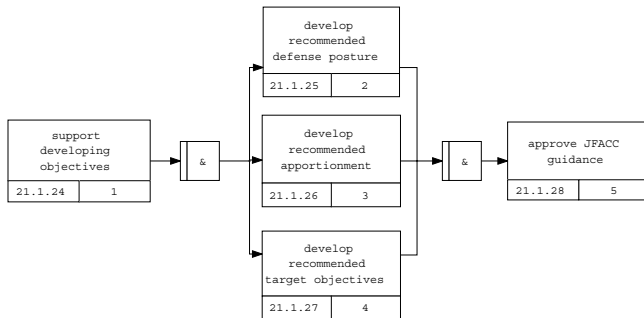 support
developing
objectives
21.1.24 1
&
develop
recommended
defense posture
21.1.25 2
develop
recommended
apportionment
21.1.26 3
develop
recommended
target objectives
21.1.27 4
&
approve JFACC
guidance
21.1.28 5